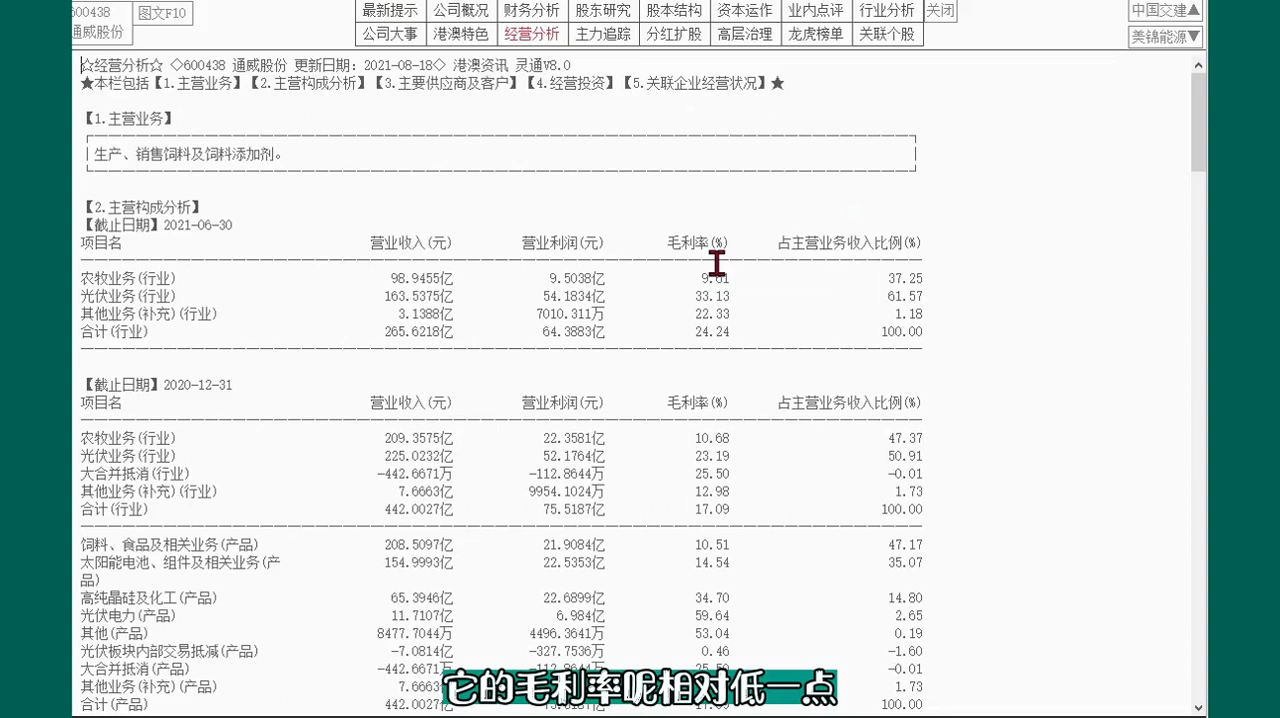 600438
图文F10
最新提示 公司概况 财务分析 股东研究 股本结构 资本运作 业内点评 行业分析 关闭
中国交建▲
通威股份
公司大事 港澳特色 经营分析 主力追踪 分红扩股 高层治理 龙虎榜单 关联个股
美锦能源▼
☆经营分析☆ ◇600438 通威股份 更新日期：2021-08-18◇ 港澳资讯 灵通V8.0
★本栏包括【1.主营业务】【2.主营构成分析】【3.主要供应商及客户】【4.经营投资】【5.关联企业经营状况】★
【1.主营业务】
生产、销售饲料及饲料添加剂。
【2.主营构成分析】
【截止日期】2021-06-30
项目名 营业收入(元) 营业利润(元) 毛利率(%) 占主营业务收入比例(%)
农牧业务(行业) 98.9455亿 9.5038亿 9.61 37.25
光伏业务(行业) 163.5375亿 54.1834亿 33.13 61.57
其他业务(补充)(行业) 3.1388亿 7010.311万 22.33 1.18
合计(行业) 265.6218亿 64.3883亿 24.24 100.00
【截止日期】2020-12-31
项目名 营业收入(元) 营业利润(元) 毛利率(%) 占主营业务收入比例(%)
农牧业务(行业) 209.3575亿 22.3581亿 10.68 47.37
光伏业务(行业) 225.0232亿 52.1764亿 23.19 50.91
大合并抵消(行业) -442.6671万 -112.8644万 25.50 -0.01
其他业务(补充)(行业) 7.6663亿 9954.1024万 12.98 1.73
合计(行业) 442.0027亿 75.5187亿 17.09 100.00
饲料、食品及相关业务(产品) 208.5097亿 21.9084亿 10.51 47.17
太阳能电池、组件及相关业务(产 154.9993亿 22.5353亿 14.54 35.07
品)
高纯晶硅及化工(产品) 65.3946亿 22.6899亿 34.70 14.80
光伏电力(产品) 11.7107亿 6.984亿 59.64 2.65
其他(产品) 8477.7044万 4496.3641万 53.04 0.19
光伏板块内部交易抵减(产品) -7.0814亿 -327.7536万 0.46 -1.60
大合并抵消(产品) -442.6671万 -112.8644万 25.50 -0.01
其他业务(补充)(产品) 7.666 1.73
合计(产品) 442.00 100.00
它的毛利率呢相对低一点